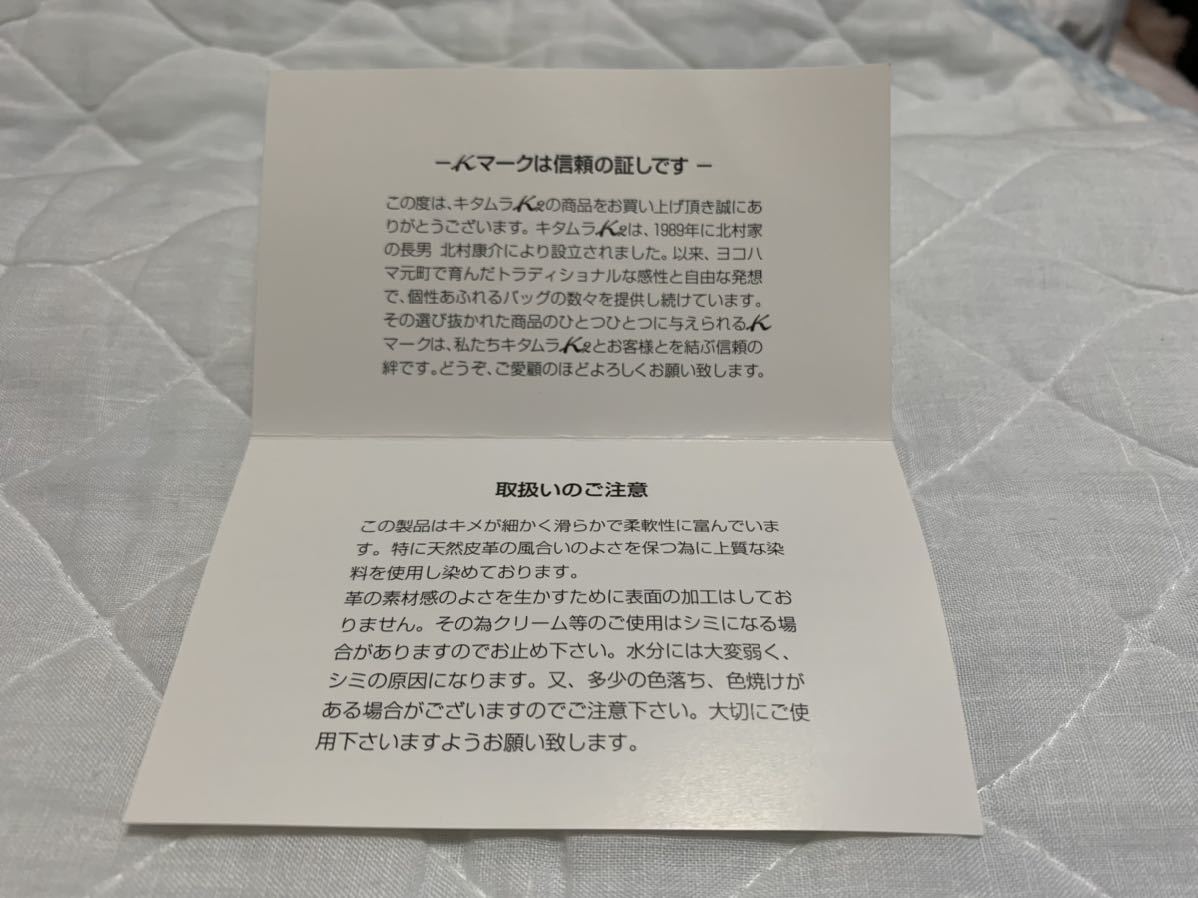 －Kマークは信頼の証しです－
この度は、キタムラK2の商品をお買い上げ頂き誠にあ
りがとうございます。キタムラK2は、1989年に北村家
の長男 北村康介により設立されました。以来、ヨコハ
マ元町で育んだトラディショナルな感性と自由な発想
で、個性あふれるバッグの数々を提供し続けています。
その選び抜かれた商品のひとつひとつに与えられるK
マークは、私たちキタムラK2とお客様とを結ぶ信頼の
絆です。どうぞ、ご愛顧のほどよろしくお願い致します。
取扱いのご注意
この製品はキメが細かく滑らかで柔軟性に富んでいま
す。特に天然皮革の風合いのよさを保つ為に上質な染
料を使用し染めております。
革の素材感のよさを生かすために表面の加工はしてお
りません。その為クリーム等のご使用はシミになる場
合がありますのでお止め下さい。水分には大変弱く、
シミの原因になります。又、多少の色落ち、色焼けが
ある場合がございますのでご注意下さい。大切にご使
用下さいますようお願い致します。